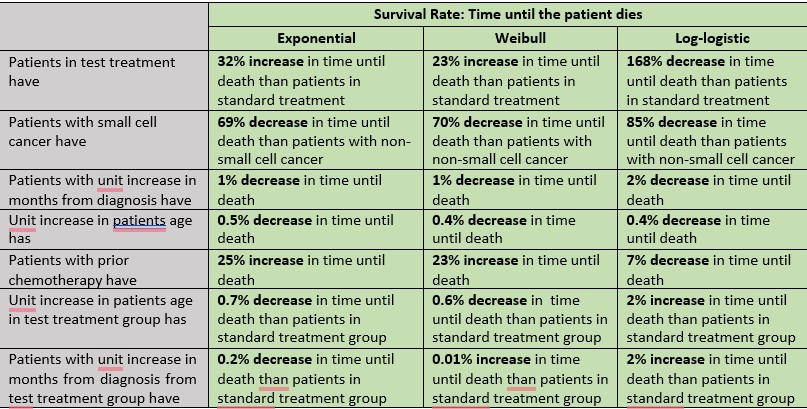 Survival Rate: Time until the patient dies
Exponential
Weibull
Log-logistic
Patients in test treatment
have
32% increase in time until
death than patients in
standard treatment
23% increase in time until
death than patients in
standard treatment
168% decrease in time
until death than patients
in standard treatment
Patients with small cell
cancer have
69% decrease in time until
death than patients with non-
small cell cancer
70% decrease in time until
death than patients with
non-small cell cancer
85% decrease in time
until death than patients
with non-small cell cancer
Patients with unit increase in
months from diagnosis have
1% decrease in time until
death
1% decrease in time until
death
2% decrease in time until
death
Unit increase in patients age
has
0.5% decrease in time until
death
0.4% decrease in time
until death
0.4% decrease in time
until death
Patients with prior
chemotherapy have
25% increase in time until
death
23% increase in time until
death
7% decrease in time until
death
Unit increase in patients age
in test treatment group has
0.7% decrease in time until
death than patients in
standard treatment group
0.6% decrease in time
until death than patients in
standard treatment group
2% increase in time until
death than patients in
standard treatment group
Patients with unit increase in
months from diagnosis from
test treatment group have
0.2% decrease in time until
death than patients in
standard treatment group
0.01% increase in time
until death than patients in
standard treatment group
2% increase in time until
death than patients in
standard treatment group